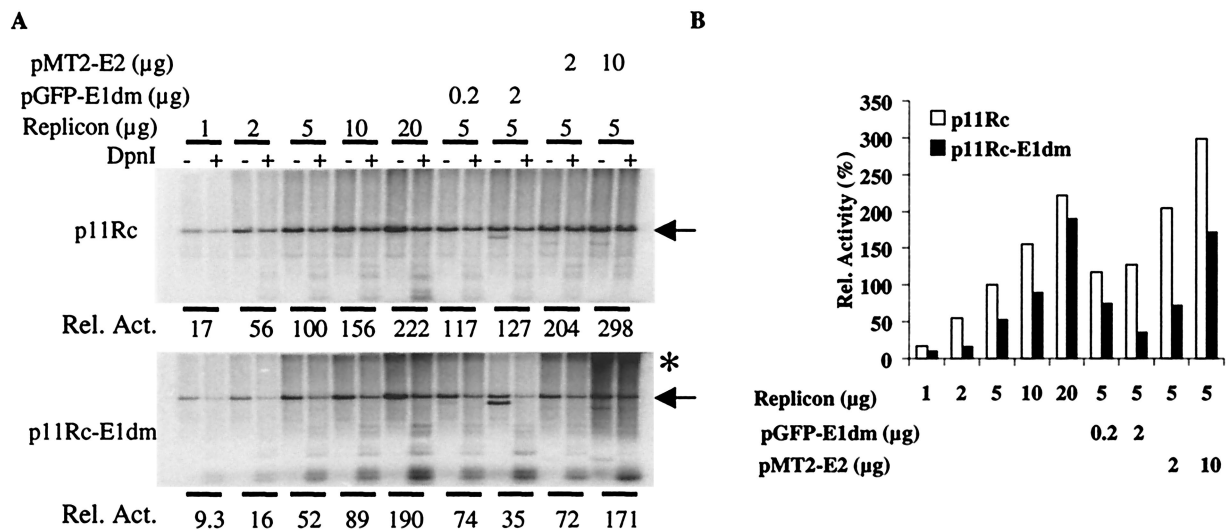 A
pMT2-E2 (µg) 2 10
pGFP-E1dm (µg) 0.2 2
Replicon (µg) 1 2 5 10 20 5 5 5 5
DpnI - + - + - + - + - + - + - + - + - +
p11Rc
Rel. Act. 17 56 100 156 222 117 127 204 298
*
p11Rc-E1dm
Rel. Act. 9.3 16 52 89 190 74 35 72 171
B
350
300
250
200
150
100
50
0
Rel. Activity (%)
p11Rc
p11Rc-E1dm
Replicon (µg) 1 2 5 10 20 5 5 5 5
pGFP-E1dm (µg) 0.2 2
pMT2-E2 (µg) 2 10